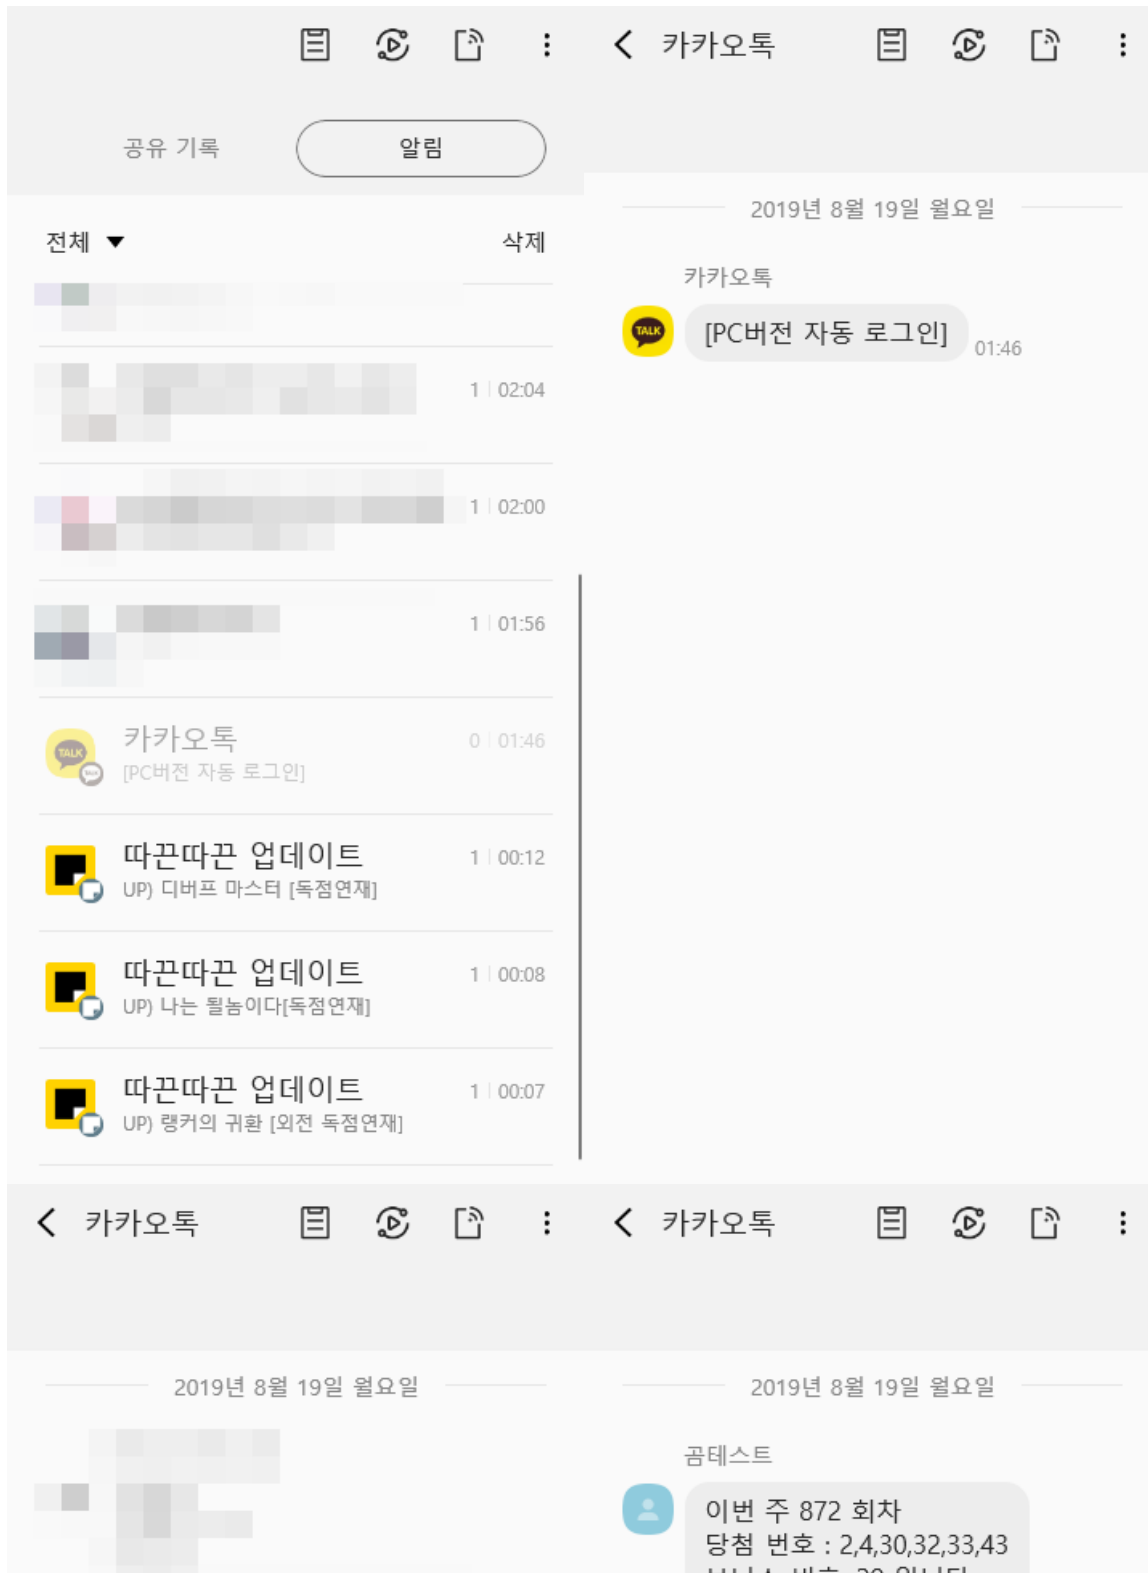 공유 기록
알림
전체 ▼
삭제
1 | 02:04
1 | 02:00
1 | 01:56
TALK
카카오톡
0 | 01:46
[PC버전 자동 로그인]
따끈따끈 업데이트
1 | 00:12
UP) 디버프 마스터 [독점연재]
따끈따끈 업데이트
1 | 00:08
UP) 나는 될놈이다[독점연재]
따끈따끈 업데이트
1 | 00:07
UP) 랭커의 귀환 [외전 독점연재]
카카오톡
2019년 8월 19일 월요일
카카오톡
TALK
[PC버전 자동 로그인]
01:46
카카오톡
2019년 8월 19일 월요일
카카오톡
2019년 8월 19일 월요일
곰테스트
이번 주 872 회차
당첨 번호 : 2,4,30,32,33,43